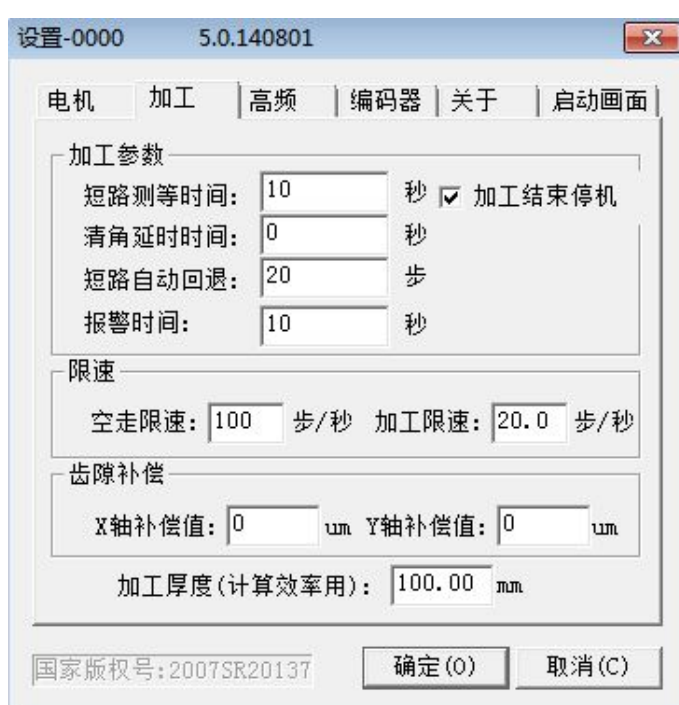 设置-0000 5.0.140801
电机 加工 高频 编码器 关于 启动画面
加工参数
短路测等时间: 10 秒 加工结束停机
清角延时时间: 0 秒
短路自动回退: 20 步
报警时间: 10 秒
限速
空走限速: 100 步/秒 加工限速: 20.0 步/秒
齿隙补偿
X轴补偿值: 0 um Y轴补偿值: 0 um
加工厚度(计算效率用): 100.00 mm
国家版权号:2007SR20137 确定(O) 取消(C)